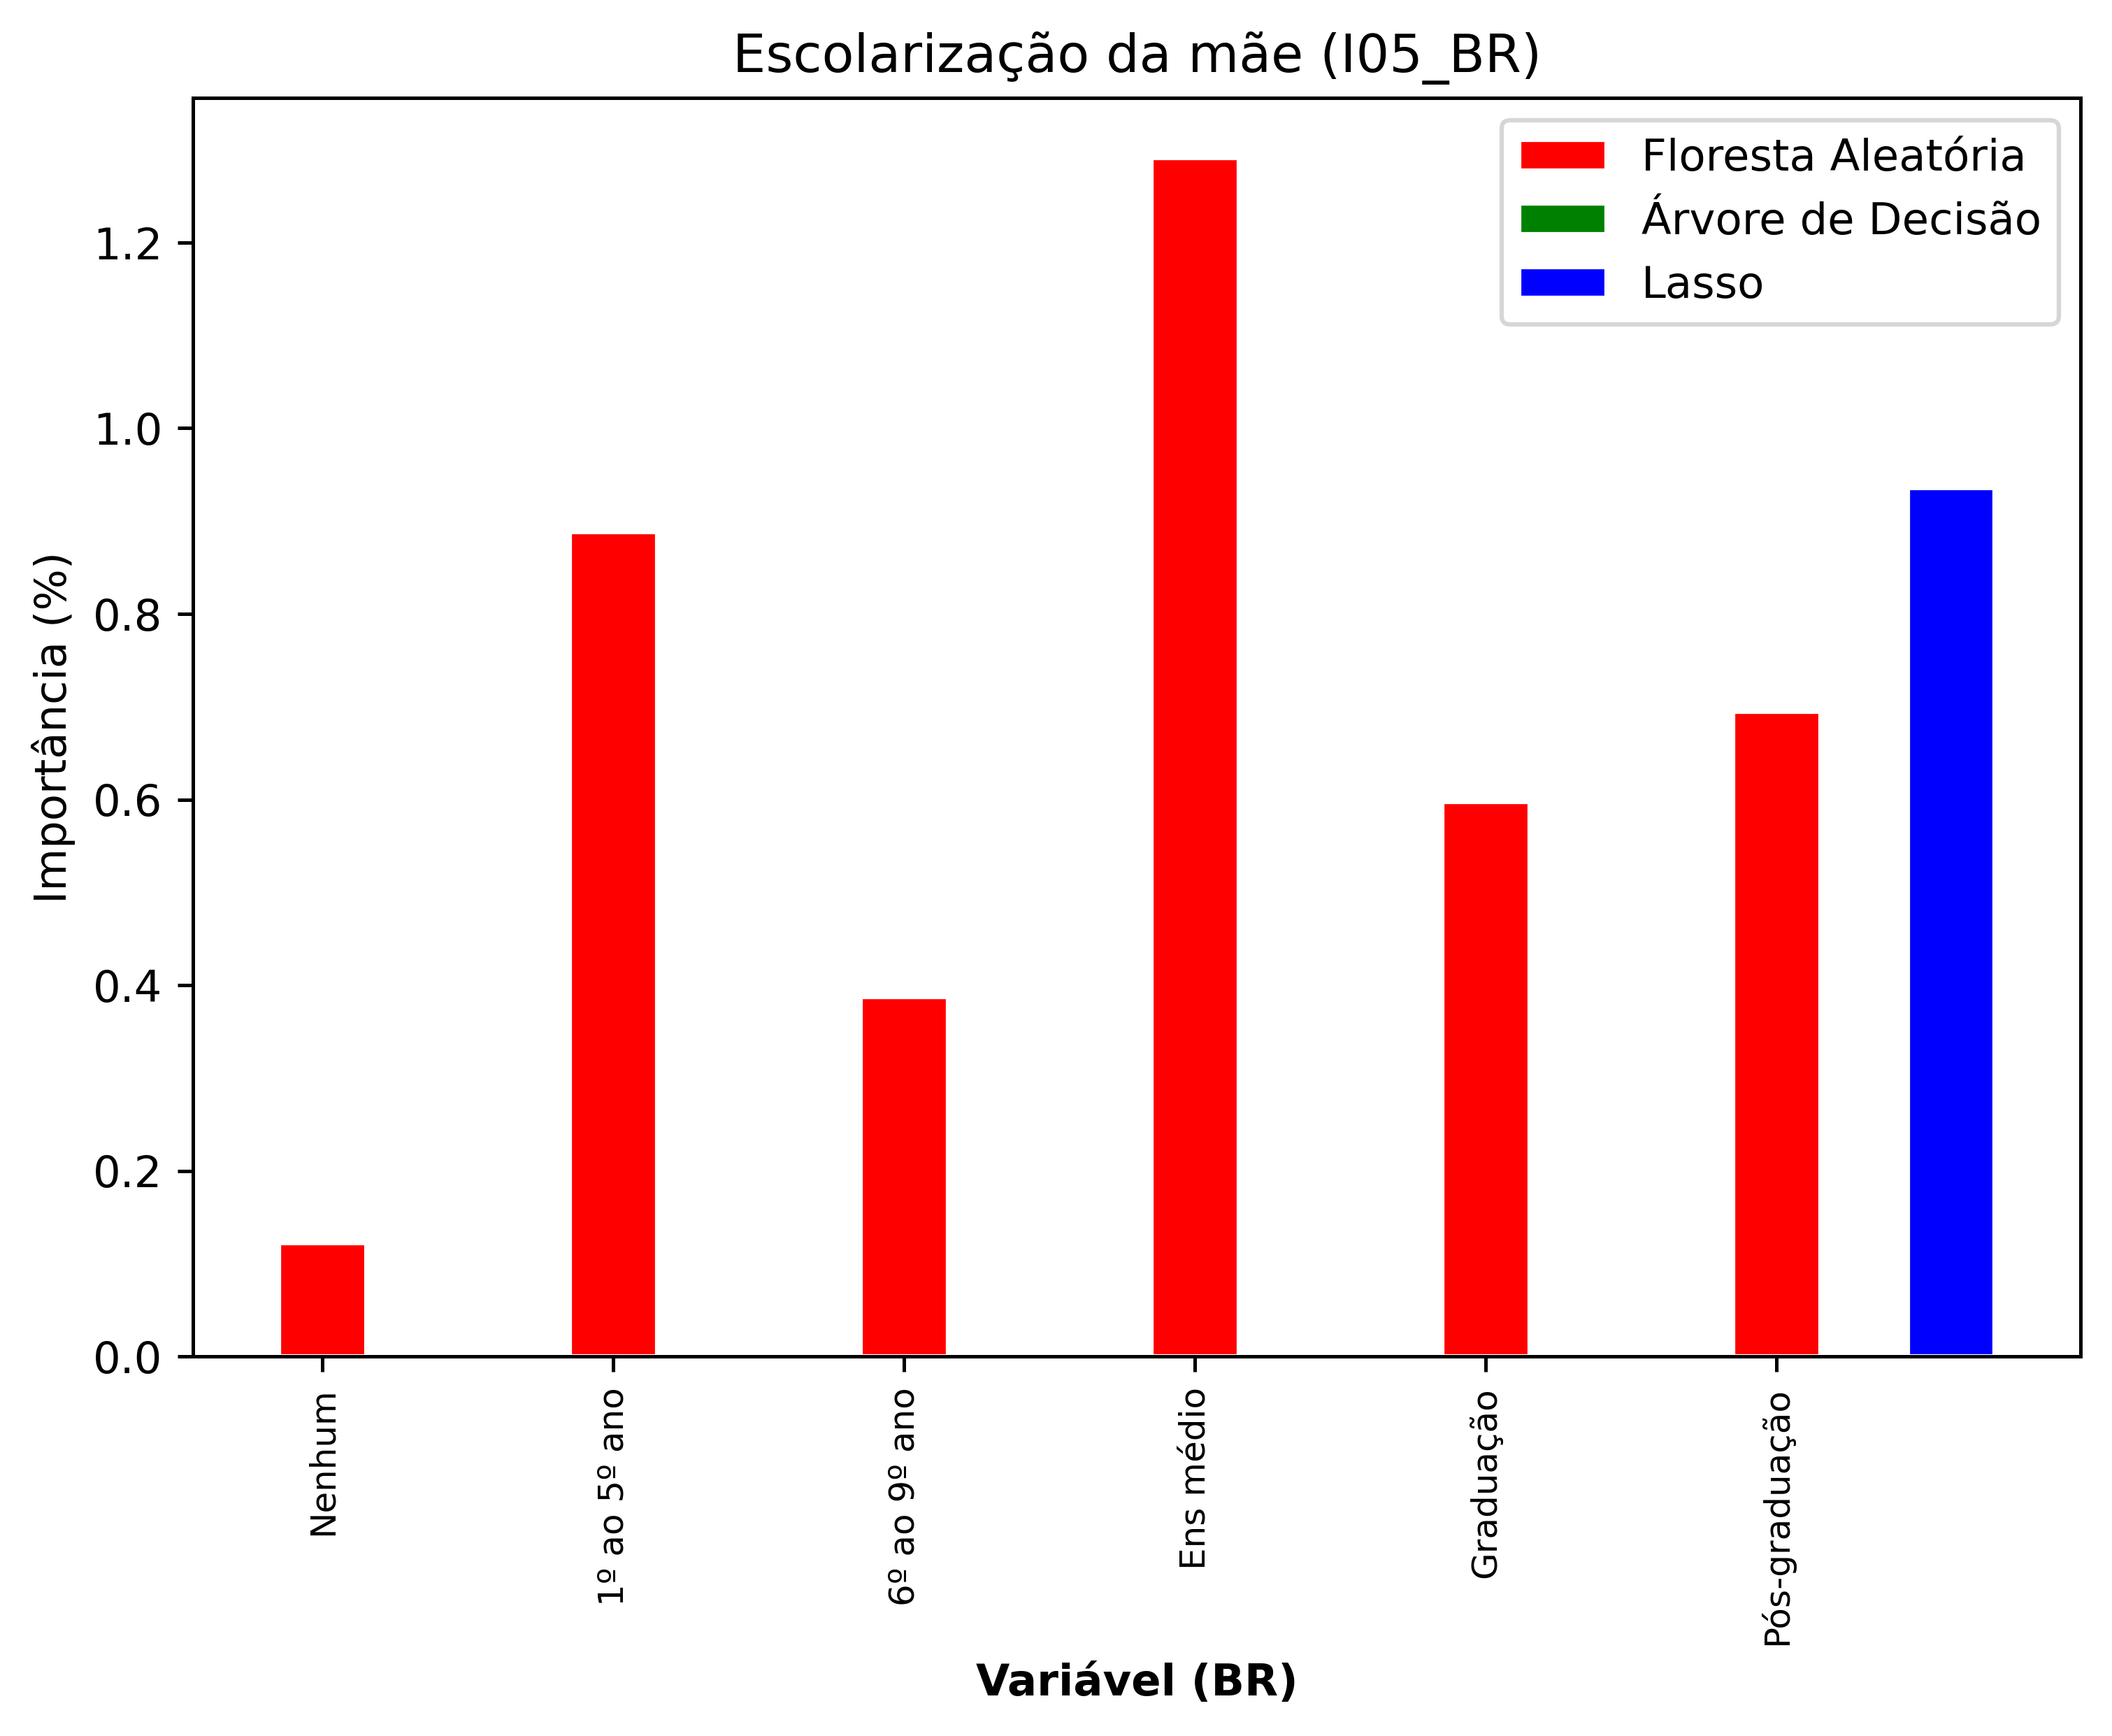 Escolarização da mãe (I05_BR)
Floresta Aleatória
Árvore de Decisão
Lasso
Importância (%)
1.2
1.0
0.8
0.6
0.4
0.2
0.0
Nenhum
1º ao 5º ano
6º ao 9º ano
Ens médio
Graduação
Pós-graduação
Variável (BR)